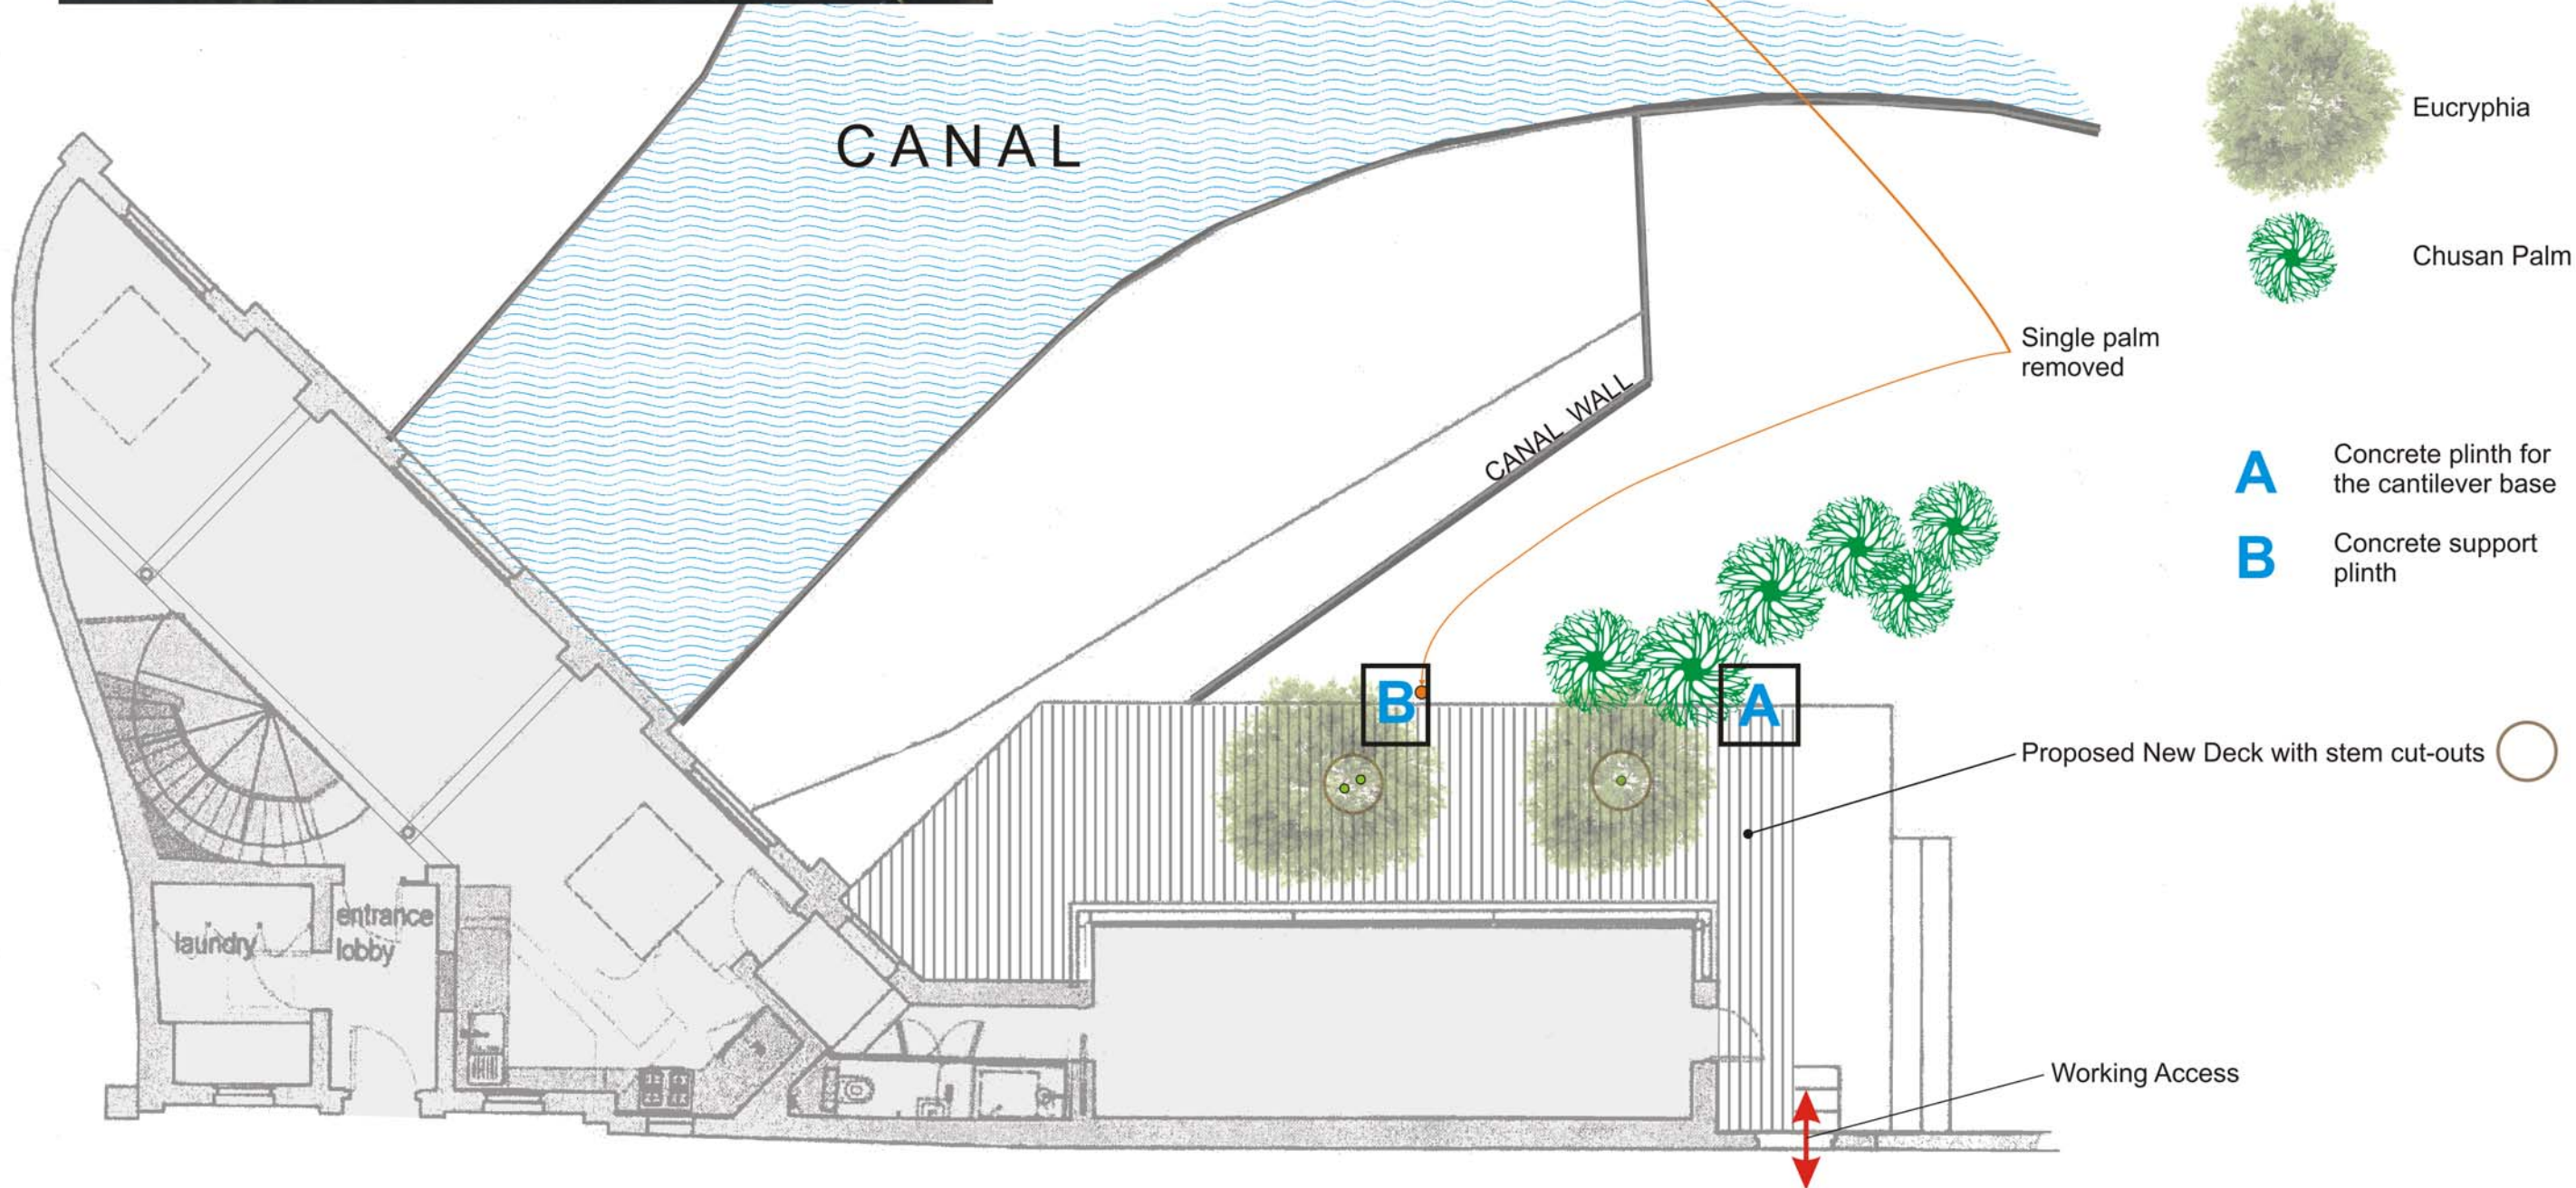 CANAL
Eucryphia
Chusan Palm
Single palm
removed
CANAL WALL
A
Concrete plinth for
the cantilever base
B
Concrete support
plinth
B
A
Proposed New Deck with stem cut-outs
entrance
lobby
laundry
Working Access